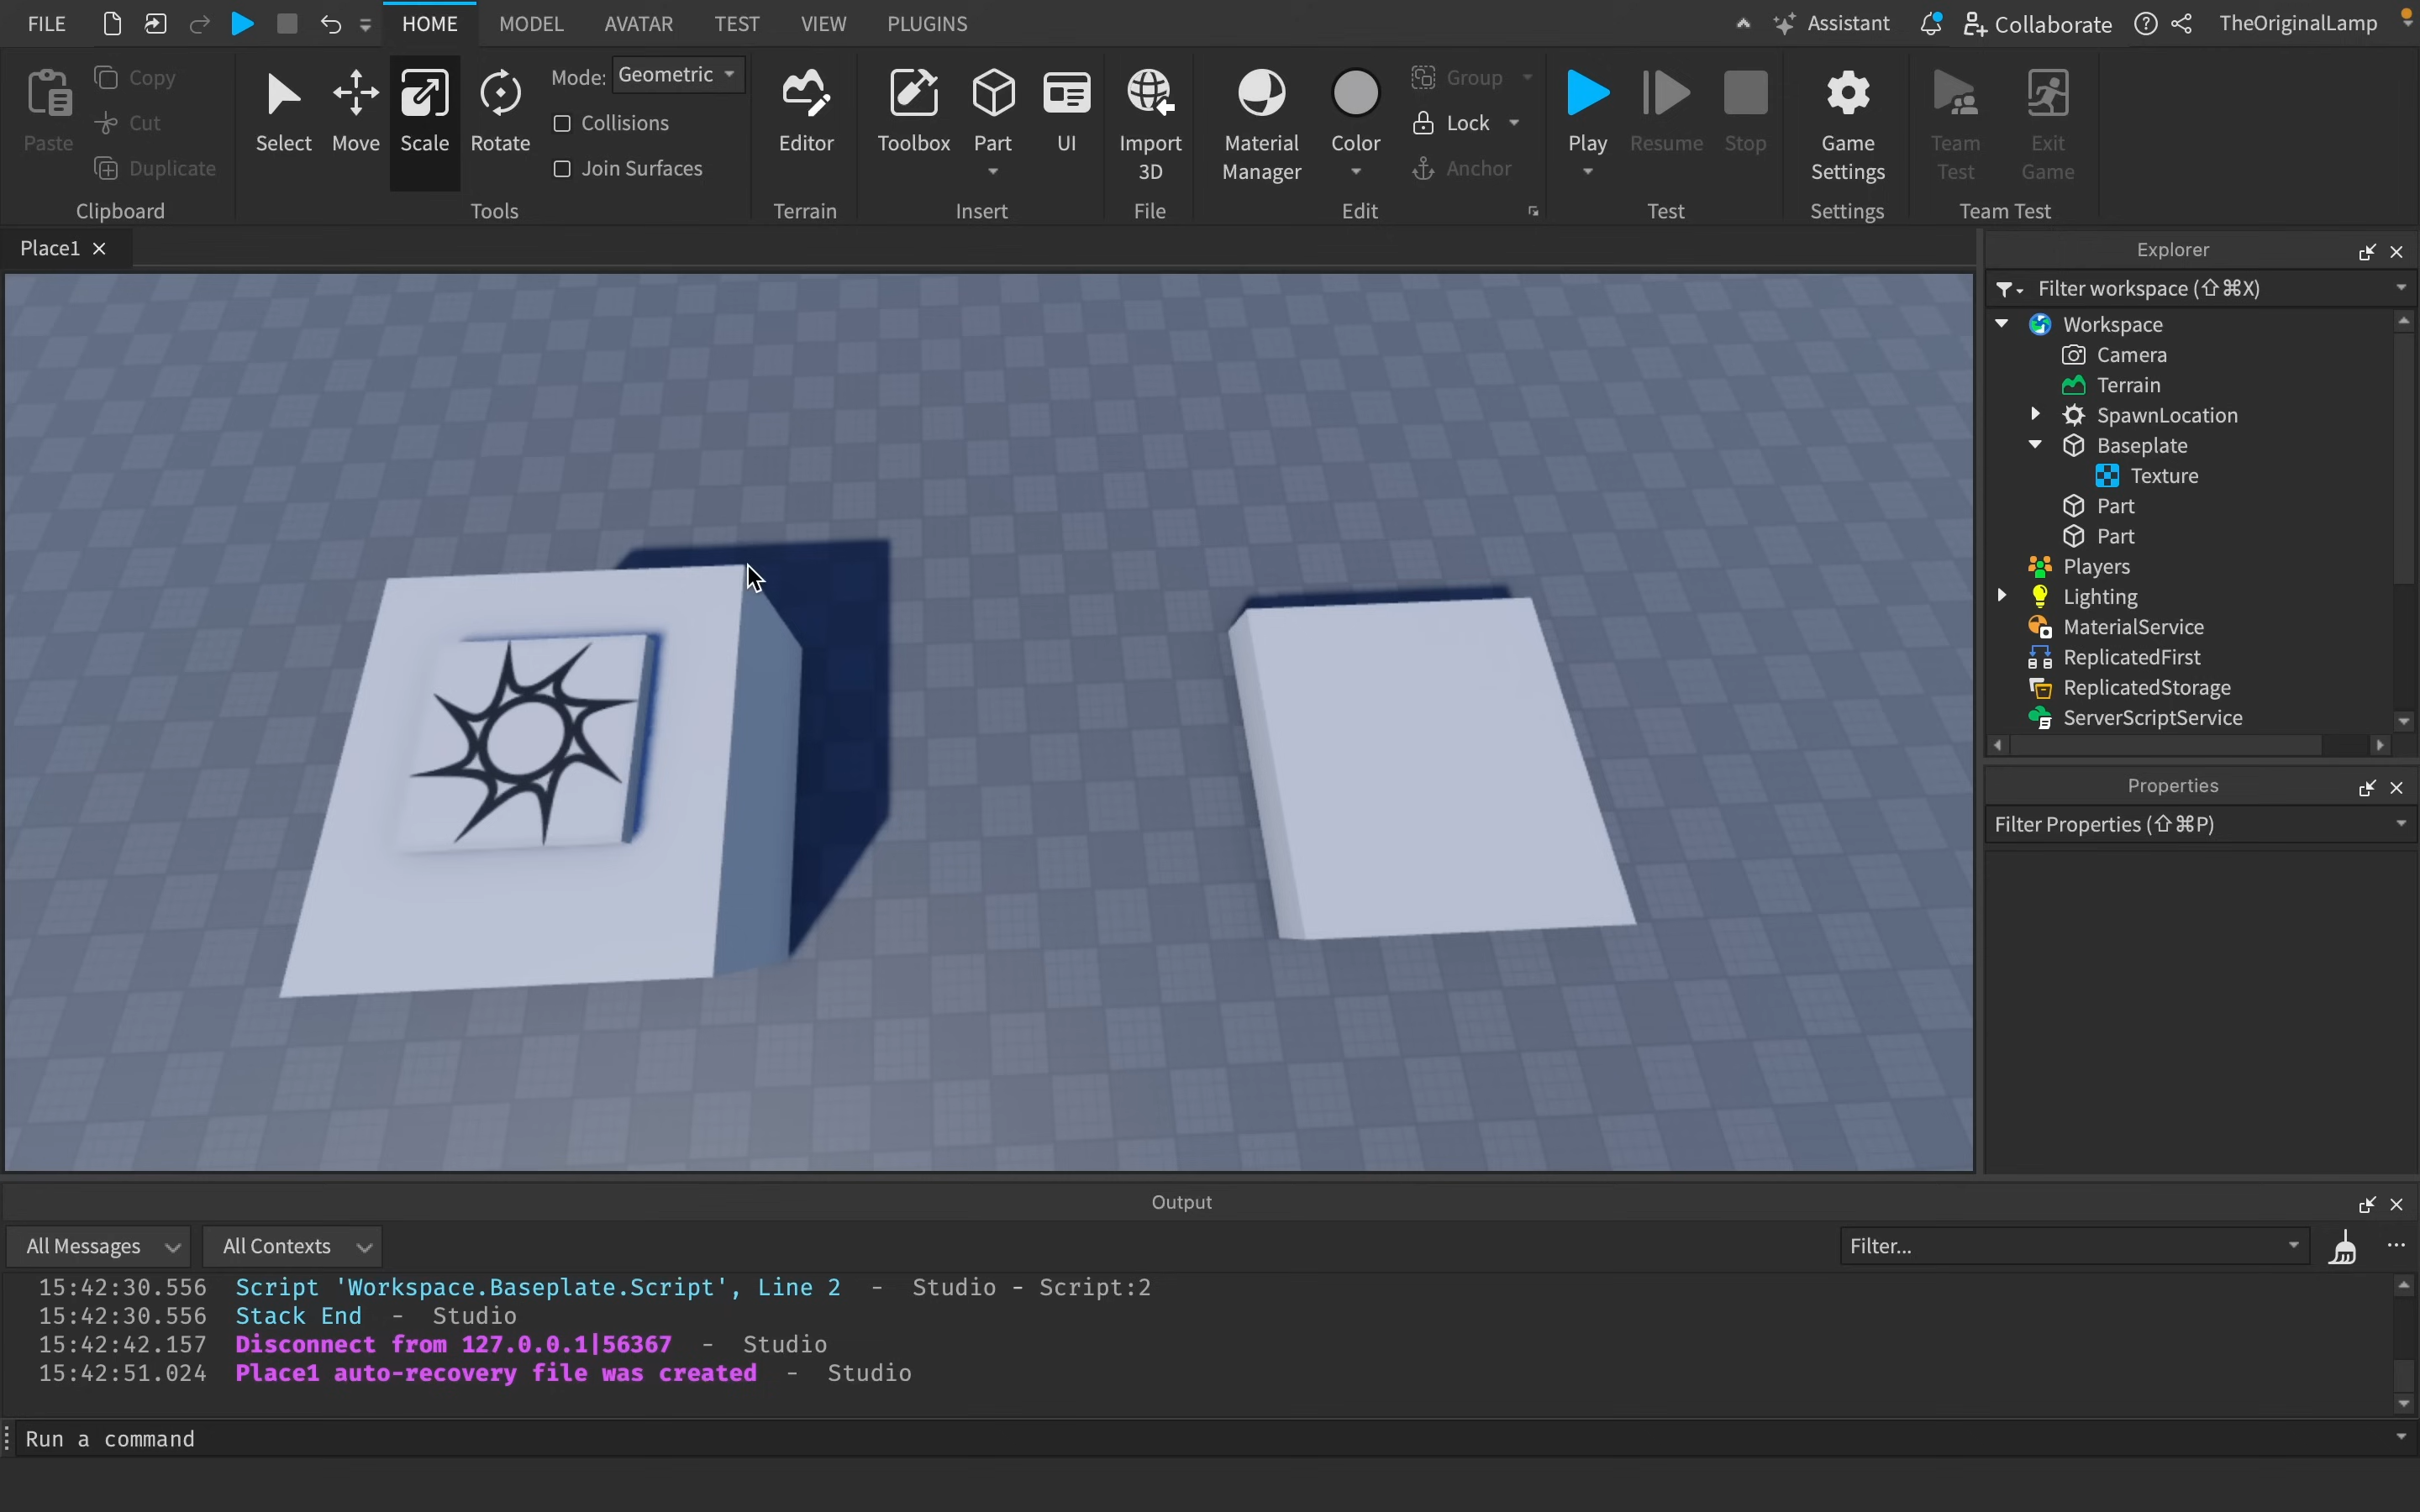 FILE HOME MODEL AVATAR TEST VIEW PLUGINS Assistant Collaborate TheOriginalLamp
Paste Copy Cut Duplicate
Clipboard
Select Move Scale Rotate
Mode: Geometric
Collisions
Join Surfaces
Tools
Editor
Terrain
Toolbox Part UI
Insert
Import
3D
File
Material
Manager
Color
Group
Lock
Anchor
Edit
Play Resume Stop
Test
Game
Settings
Settings
Team
Test
Exit
Game
Team Test
Place1
Explorer
Filter workspace (⇧⌘X)
Workspace
Camera
Terrain
SpawnLocation
Baseplate
Texture
Part
Part
Players
Lighting
MaterialService
ReplicatedFirst
ReplicatedStorage
ServerScriptService
Properties
Filter Properties (⇧⌘P)
Output
All Messages All Contexts Filter...
15:42:30.556 Script 'Workspace.Baseplate.Script', Line 2 - Studio - Script:2
15:42:30.556 Stack End - Studio
15:42:42.157 Disconnect from 127.0.0.1|56367 - Studio
15:42:51.024 Place1 auto-recovery file was created - Studio
Run a command